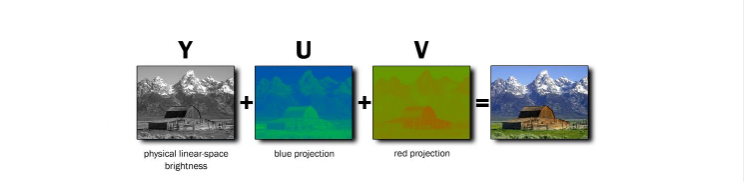 Y U V
+ + =
physical linear-space
brightness
blue projection
red projection